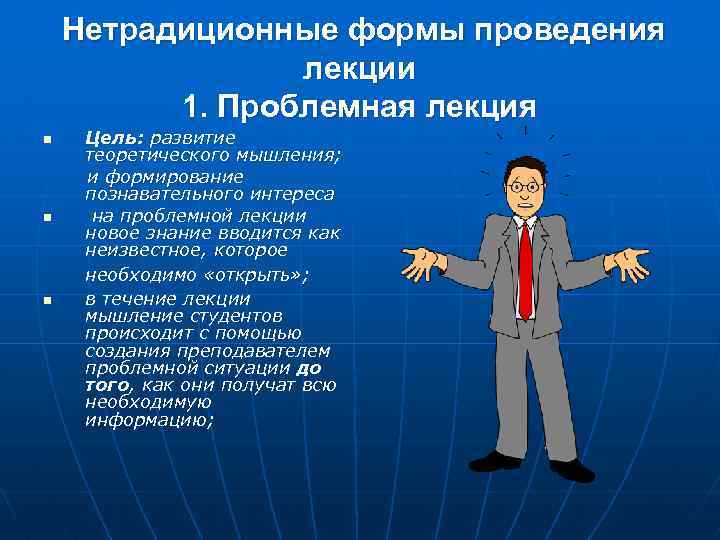 Нетрадиционные формы проведения
лекции
1. Проблемная лекция
Цель: развитие
теоретического мышления;
и формирование
познавательного интереса
на проблемной лекции
новое знание вводится как
неизвестное, которое
необходимо «открыть» ;
в течение лекции
мышление студентов
происходит с помощью
создания преподавателем
проблемной ситуации до
того, как они получат всю
необходимую
информацию;